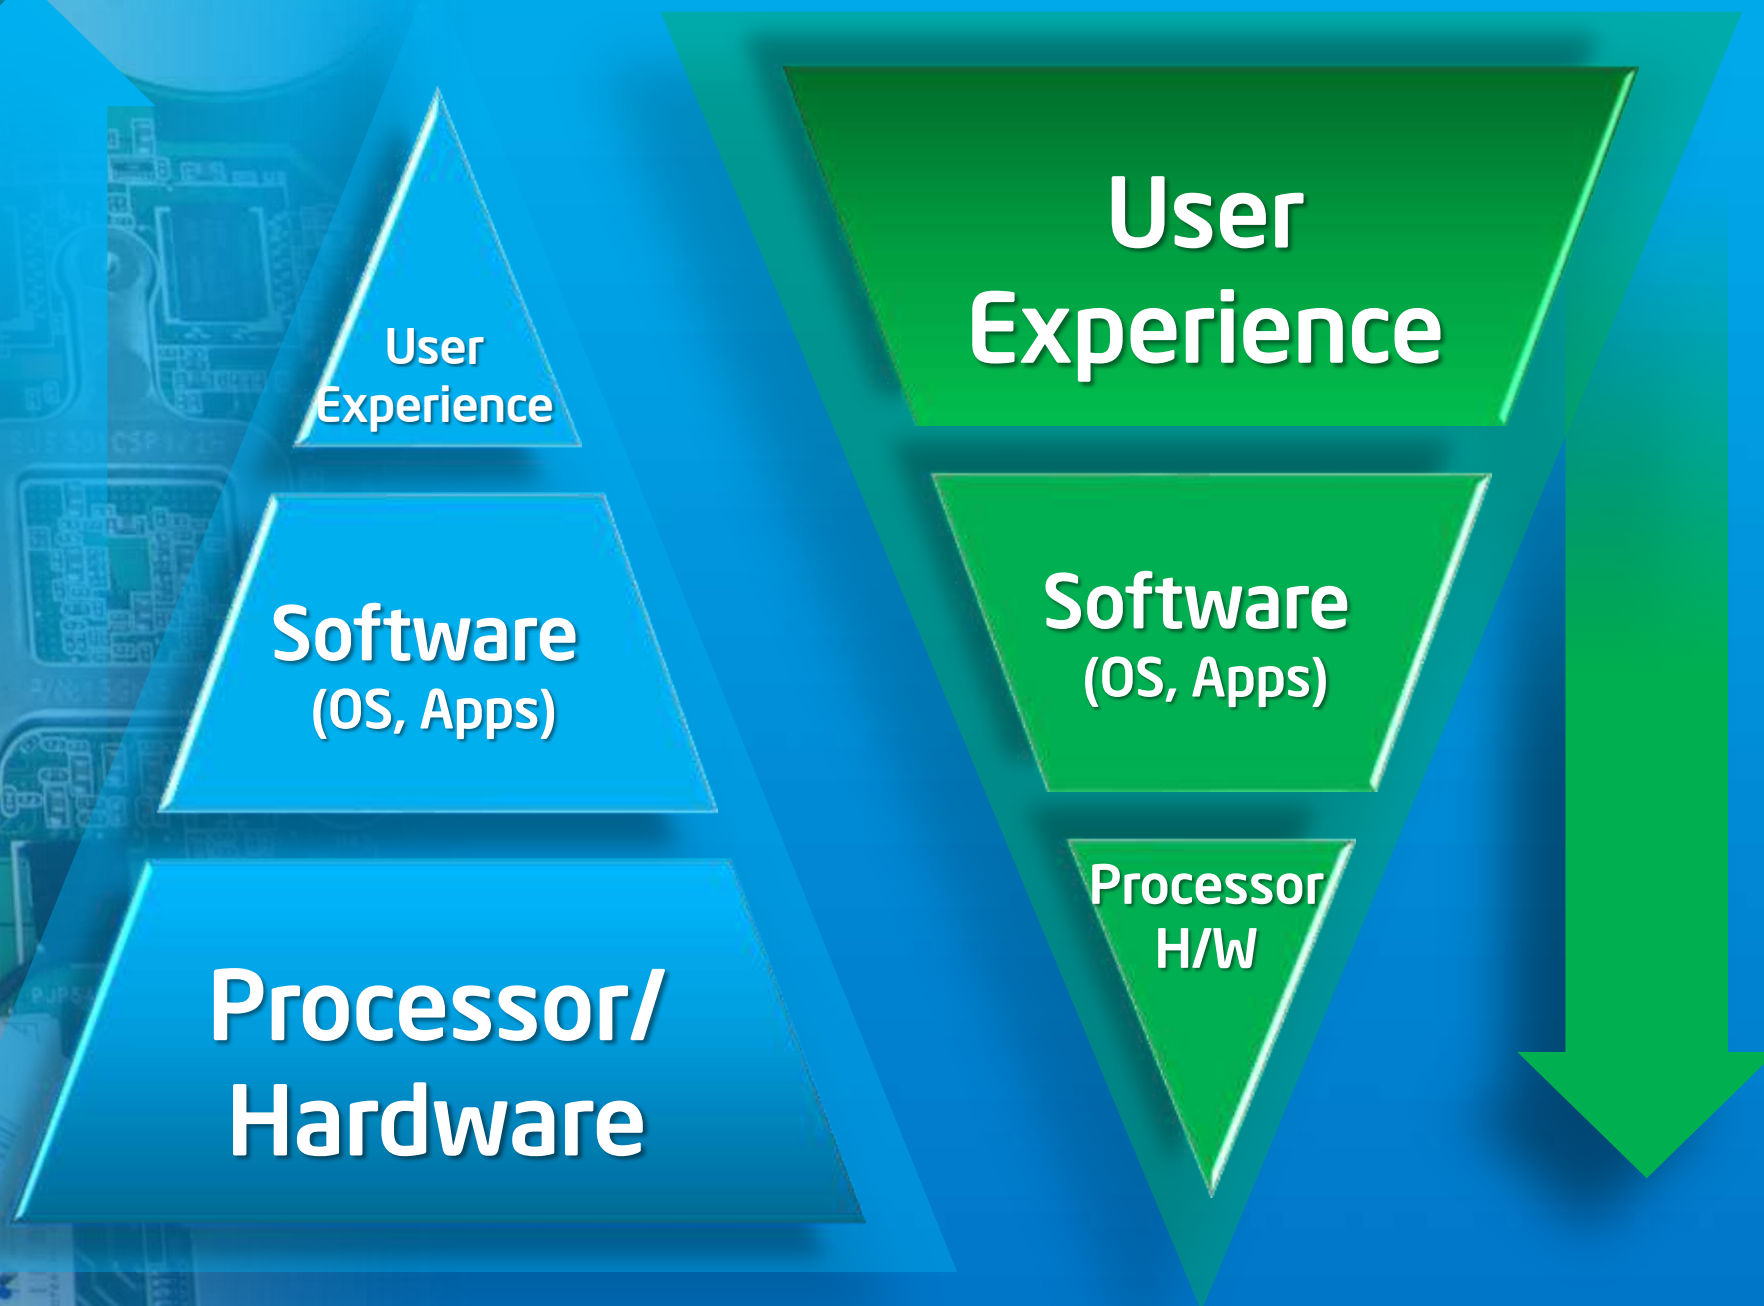 User
Experience
Software
(OS, Apps)
Processor/
Hardware
User
Experience
Software
(OS, Apps)
Processor
H/W